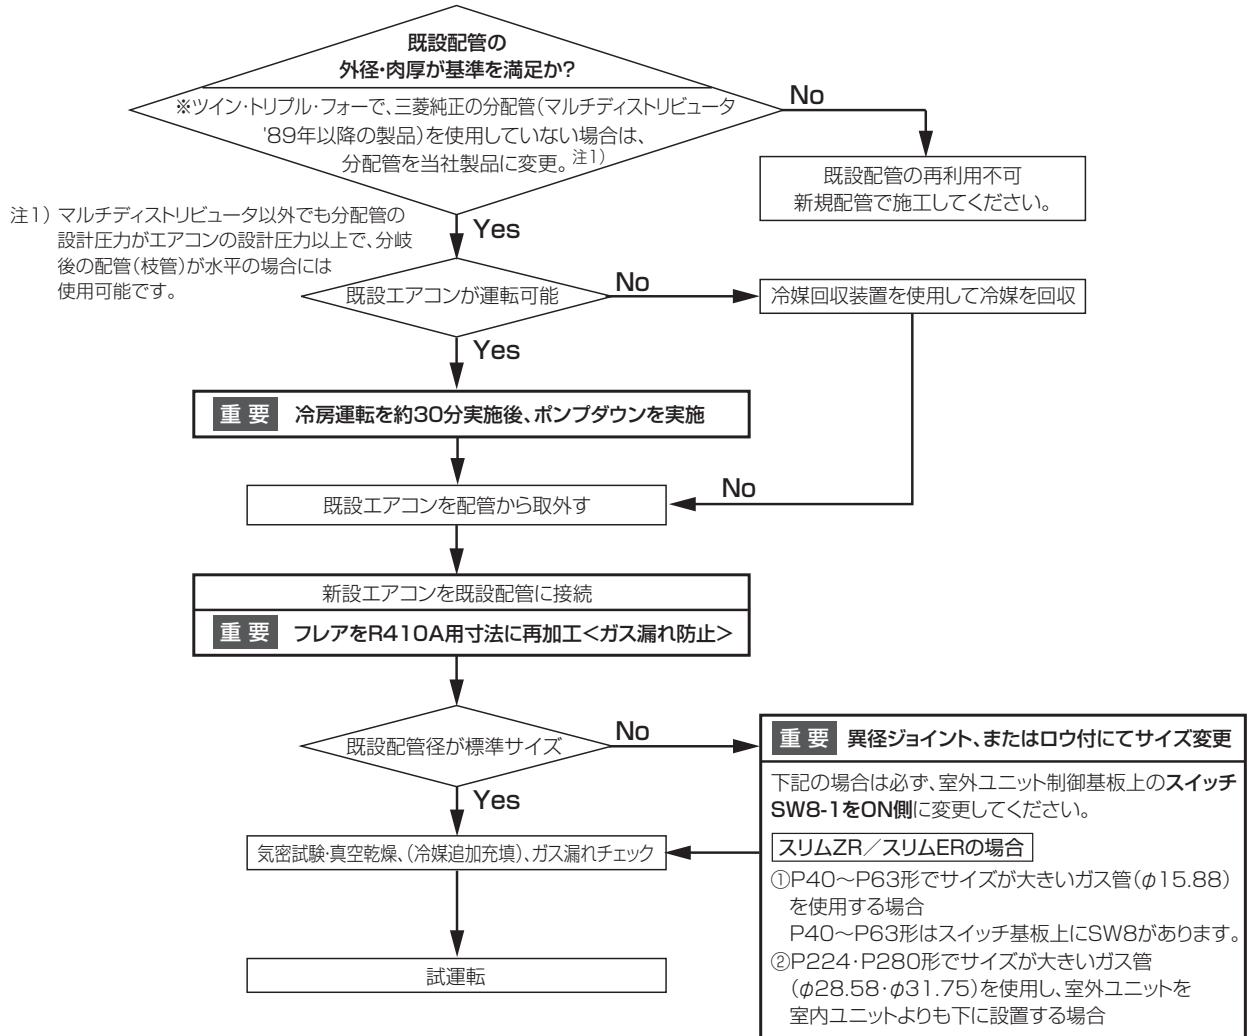 既設配管の
外径・肉厚が基準を満足か?
※ツイン・トリプル・フォーで、三菱純正の分配管(マルチディストリビュータ
'89年以降の製品)を使用していない場合は、
分配管を当社製品に変更。注1)
No
既設配管の再利用不可
新規配管で施工してください。
注1) マルチディストリビュータ以外でも分配管の
設計圧力がエアコンの設計圧力以上で、分岐
後の配管(枝管)が水平の場合には
使用可能です。
Yes
既設エアコンが運転可能
No
冷媒回収装置を使用して冷媒を回収
Yes
重要 冷房運転を約30分実施後、ポンプダウンを実施
No
既設エアコンを配管から取外す
新設エアコンを既設配管に接続
重要 フレアをR410A用寸法に再加工<ガス漏れ防止>
既設配管径が標準サイズ
No
重要 異径ジョイント、またはロウ付にてサイズ変更
下記の場合は必ず、室外ユニット制御基板上のスイッチ
SW8-1をON側に変更してください。
スリムZR/スリムERの場合
①P40~P63形でサイズが大きいガス管(φ15.88)
を使用する場合
P40~P63形はスイッチ基板上にSW8があります。
②P224・P280形でサイズが大きいガス管
(φ28.58・φ31.75)を使用し、室外ユニットを
室内ユニットよりも下に設置する場合
Yes
気密試験・真空乾燥、(冷媒追加充填)、ガス漏れチェック
試運転